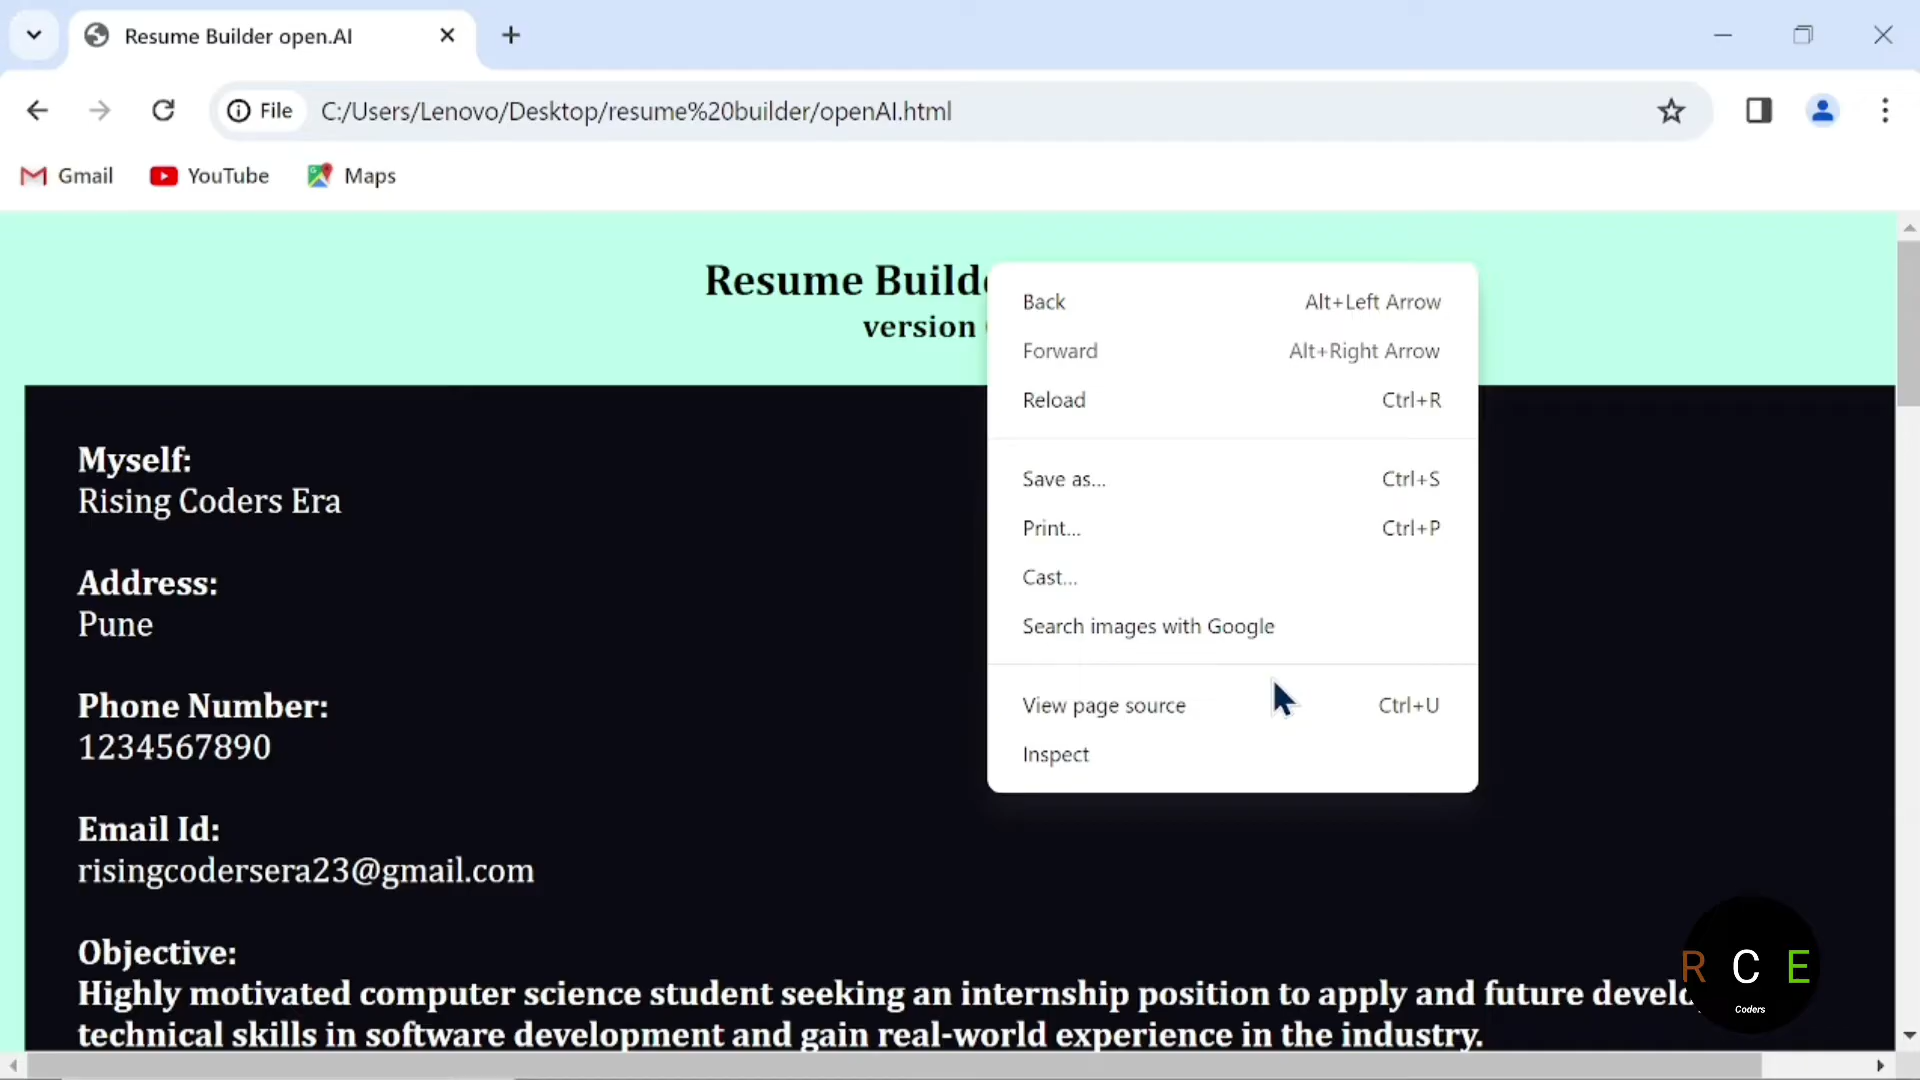 Resume Builder open.AI
File
C:/Users/Lenovo/Desktop/resume%20builder/openAI.html
Gmail
YouTube
Maps
Resume
version
Back Alt+Left Arrow
Forward Alt+Right Arrow
Reload Ctrl+R
Save as... Ctrl+S
Print... Ctrl+P
Cast...
Search images with Google
View page source Ctrl+U
Inspect
Myself:
Rising Coders Era
Address:
Pune
Phone Number:
1234567890
Email Id:
risingcodersera23@gmail.com
Objective:
Highly motivated computer science student seeking an internship position to apply and future
technical skills in software development and gain real-world experience in the industry.
R C E
Coders